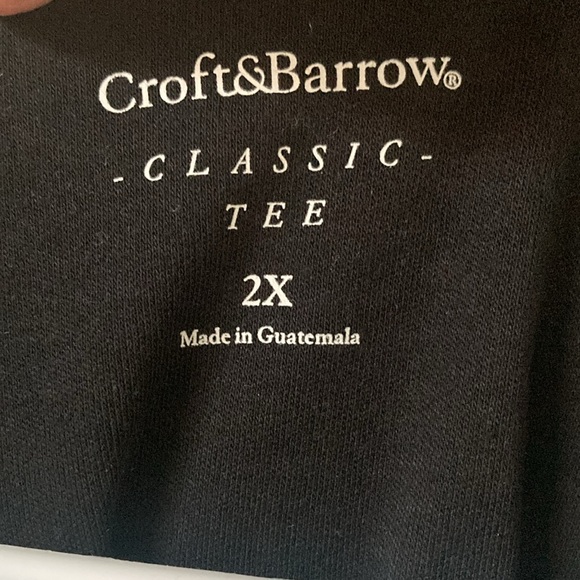 Croft&Barrow®
- CLASSIC -
TEE
2X
Made in Guatemala